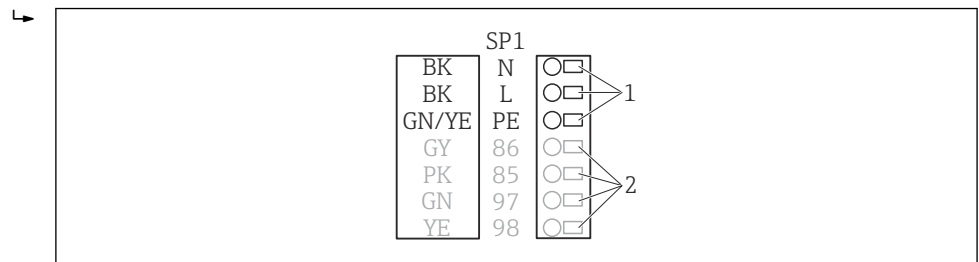 SP1
BK N
BK L 1
GN/YE PE
GY 86
PK 85 2
GN 97
YE 98